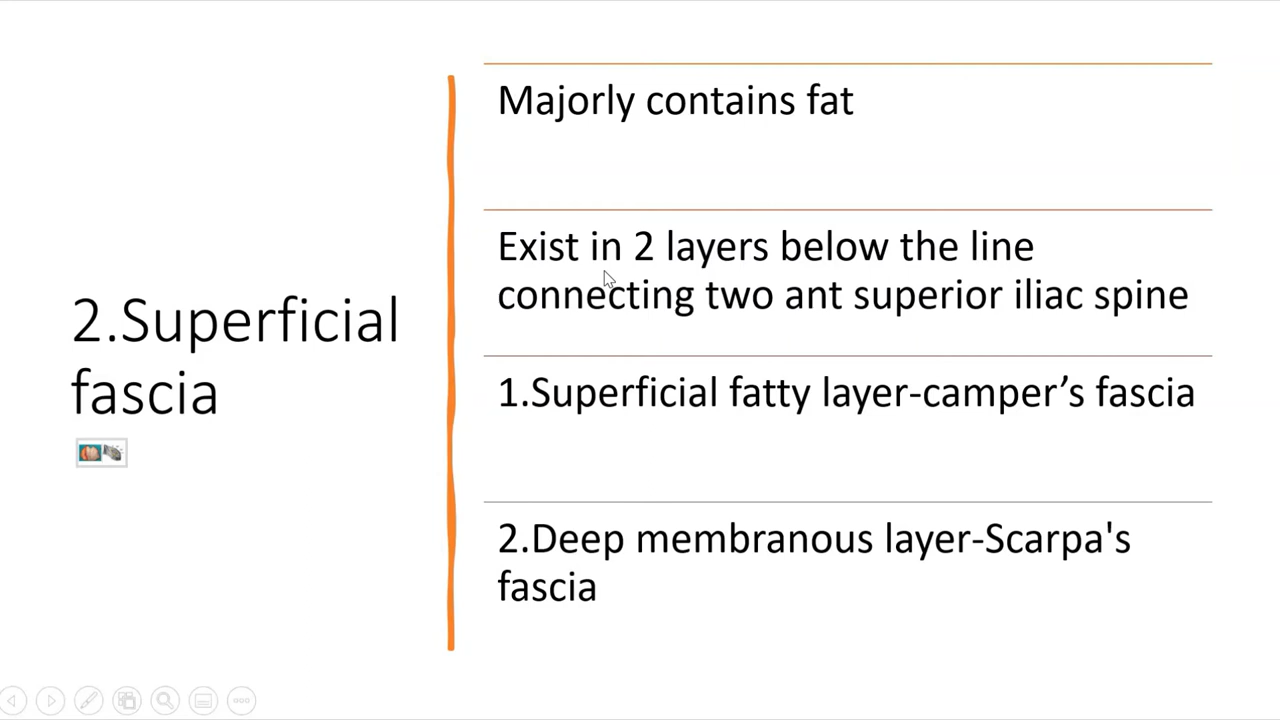 2.Superficial
fascia
Majorly contains fat
Exist in 2 layers below the line
connecting two ant superior iliac spine
1.Superficial fatty layer-camper’s fascia
2.Deep membranous layer-Scarpa's
fascia